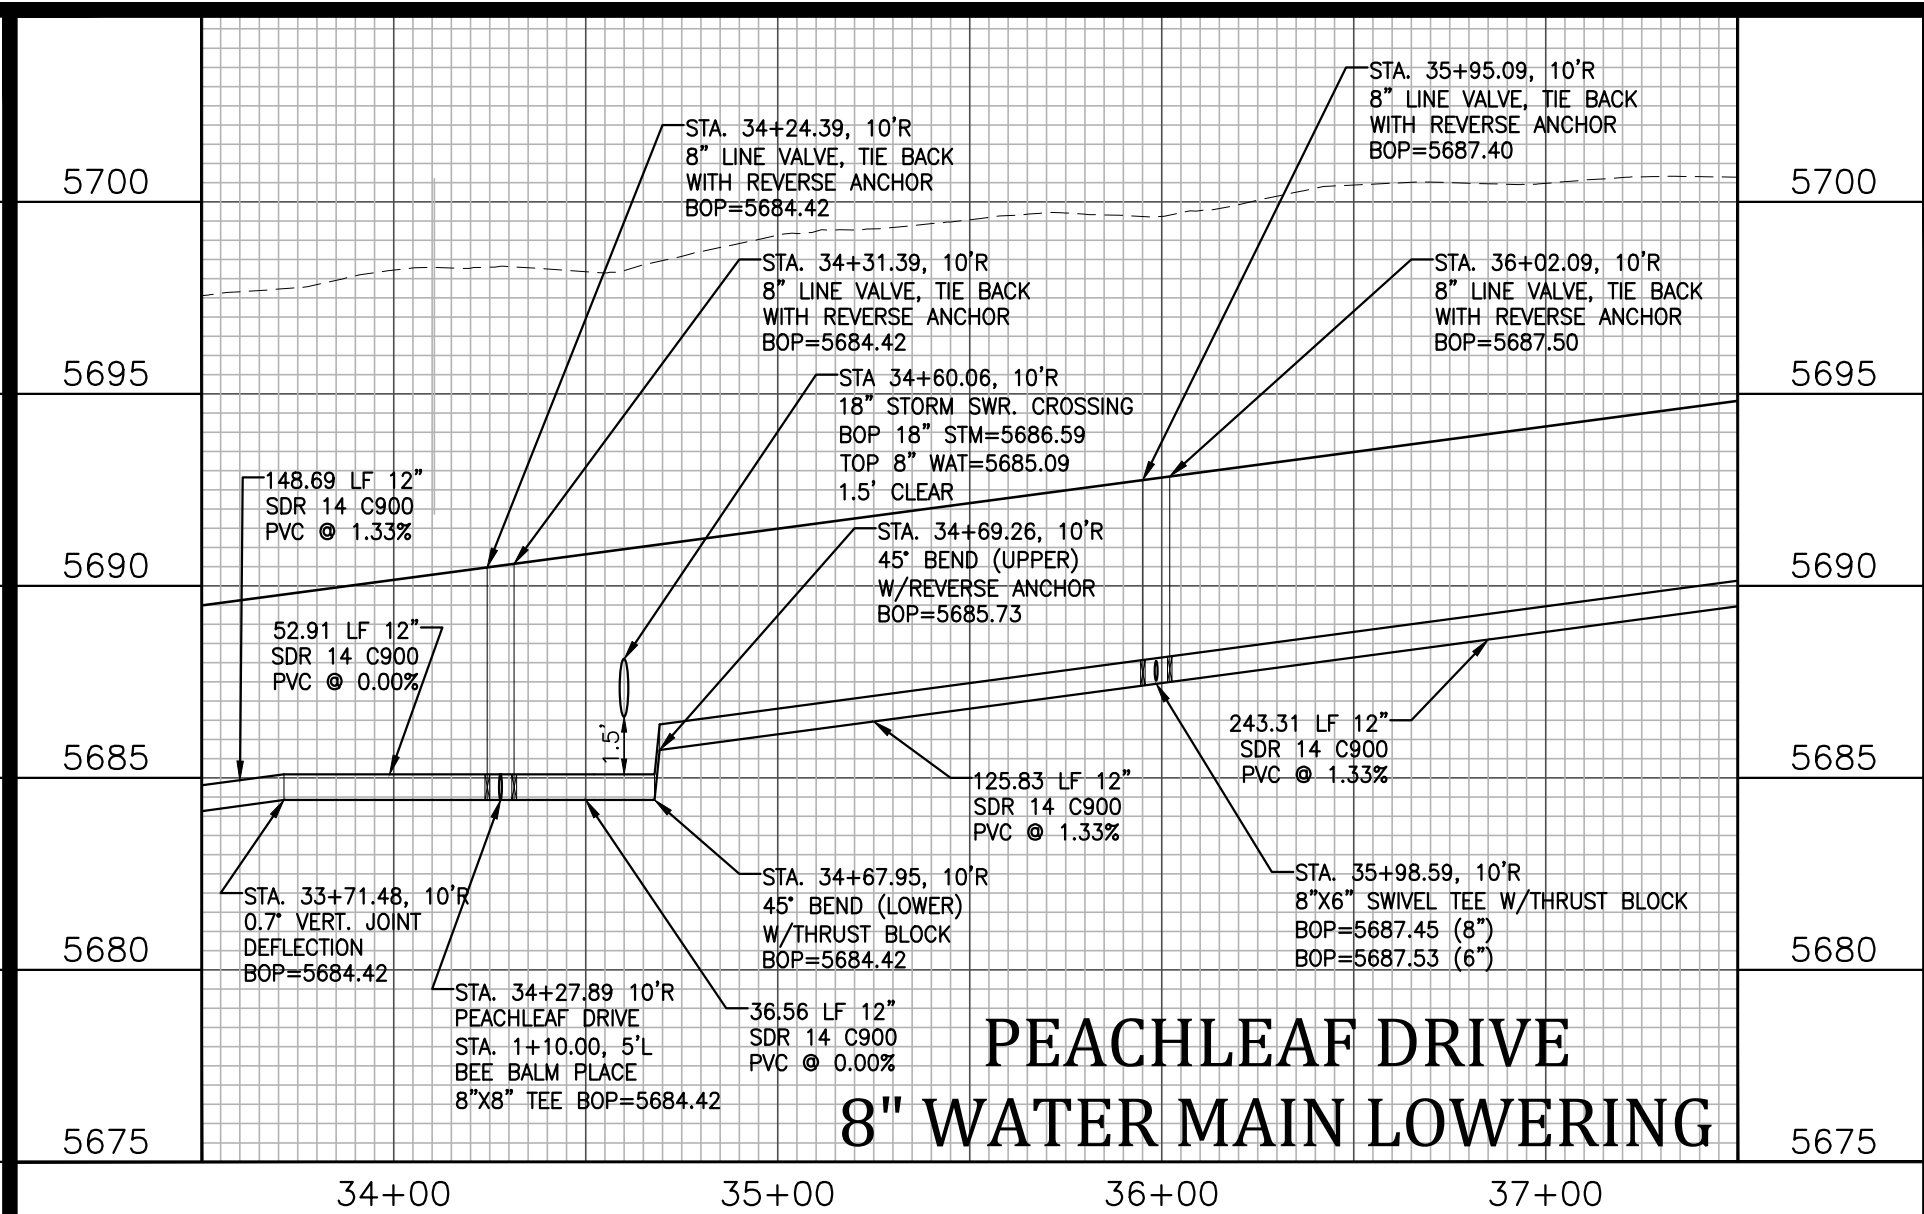 STA. 35+95.09, 10'R
8" LINE VALVE, TIE BACK
WITH REVERSE ANCHOR
BOP=5687.40
STA. 34+24.39, 10'R
8" LINE VALVE, TIE BACK
WITH REVERSE ANCHOR
BOP=5684.42
5700
5700
STA. 34+31.39, 10'R
8" LINE VALVE, TIE BACK
WITH REVERSE ANCHOR
BOP=5684.42
STA. 36+02.09, 10'R
8" LINE VALVE, TIE BACK
WITH REVERSE ANCHOR
BOP=5687.50
5695
5695
STA 34+60.06, 10'R
18" STORM SWR. CROSSING
BOP 18" STM=5686.59
TOP 8" WAT=5685.09
1.5' CLEAR
148.69 LF 12"
SDR 14 C900
PVC @ 1.33%
STA. 34+69.26, 10'R
45° BEND (UPPER)
W/REVERSE ANCHOR
BOP=5685.73
5690
5690
52.91 LF 12"
SDR 14 C900
PVC @ 0.00%
1.5'
243.31 LF 12"
SDR 14 C900
PVC @ 1.33%
5685
5685
125.83 LF 12"
SDR 14 C900
PVC @ 1.33%
STA. 33+71.48, 10'R
0.7° VERT. JOINT
DEFLECTION
BOP=5684.42
STA. 34+67.95, 10'R
45° BEND (LOWER)
W/THRUST BLOCK
BOP=5684.42
STA. 35+98.59, 10'R
8"X6" SWIVEL TEE W/THRUST BLOCK
BOP=5687.45 (8")
BOP=5687.53 (6")
5680
5680
STA. 34+27.89 10'R
PEACHLEAF DRIVE
STA. 1+10.00, 5'L
BEE BALM PLACE
8"X8" TEE BOP=5684.42
36.56 LF 12"
SDR 14 C900
PVC @ 0.00%
PEACHLEAF DRIVE
8" WATER MAIN LOWERING
5675
5675
34+00
35+00
36+00
37+00